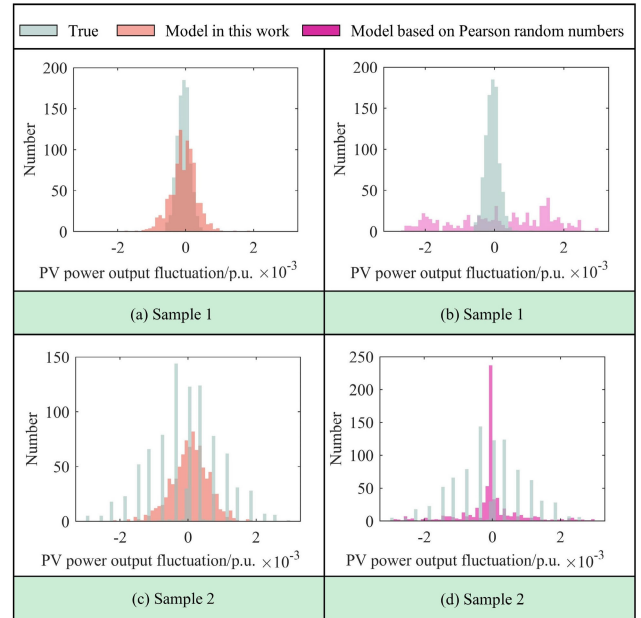 True Model in this work Model based on Pearson random numbers
200
150
100
50
0
Number
-2 0 2
PV power output fluctuation/p.u. ×10⁻³
(a) Sample 1
200
150
100
50
0
Number
-2 0 2
PV power output fluctuation/p.u. ×10⁻³
(b) Sample 1
150
100
50
0
Number
-2 0 2
PV power output fluctuation/p.u. ×10⁻³
(c) Sample 2
250
200
150
100
50
0
Number
-2 0 2
PV power output fluctuation/p.u. ×10⁻³
(d) Sample 2